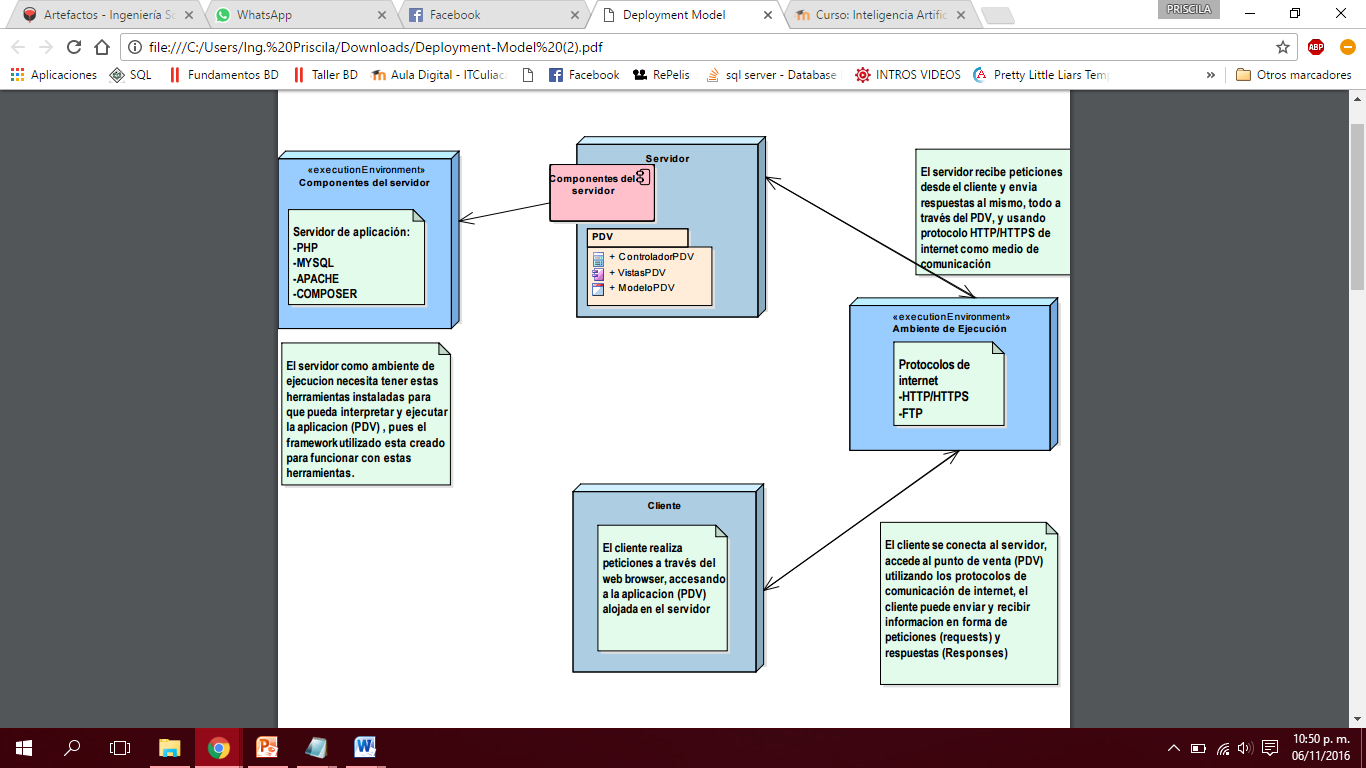 Artefactos - Ingeniería So
WhatsApp
Facebook
Deployment Model
Curso: Inteligencia Artific
PRISCILA
file:///C:/Users/Ing.%20Priscila/Downloads/Deployment-Model%20(2).pdf
ABP
Aplicaciones
SQL
Fundamentos BD
Taller BD
Aula Digital - ITCuliac
Facebook
RePelis
sql server - Database
INTROS VIDEOS
Pretty Little Liars Tem
»
Otros marcadores
«executionEnvironment»
Componentes del servidor
Servidor de aplicación:
-PHP
-MYSQL
-APACHE
-COMPOSER
El servidor como ambiente de
ejecucion necesita tener estas
herramientas instaladas para
que pueda interpretar y ejecutar
la aplicacion (PDV) , pues el
framework utilizado esta creado
para funcionar con estas
herramientas.
Servidor
Componentes del
servidor
PDV
+ ControladorPDV
+ VistasPDV
+ ModeloPDV
El servidor recibe peticiones
desde el cliente y envia
respuestas al mismo, todo a
través del PDV, y usando
protocolo HTTP/HTTPS de
internet como medio de
comunicación
«executionEnvironment»
Ambiente de Ejecución
Protocolos de
internet
-HTTP/HTTPS
-FTP
Cliente
El cliente realiza
peticiones a través del
web browser, accesando
a la aplicacion (PDV)
alojada en el servidor
El cliente se conecta al servidor,
accede al punto de venta (PDV)
utilizando los protocolos de
comunicación de internet, el
cliente puede enviar y recibir
informacion en forma de
peticiones (requests) y
respuestas (Responses)
10:50 p. m.
06/11/2016